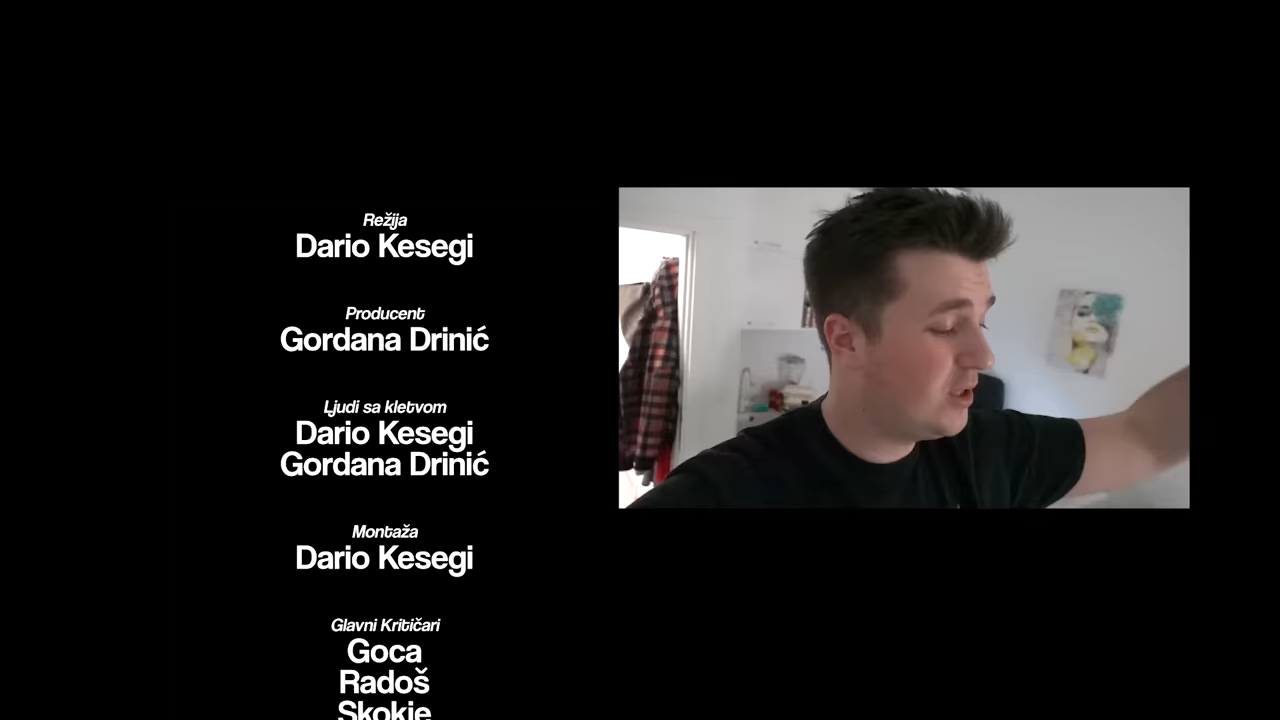 Režija
Dario Kesegi
Producent
Gordana Drinić
Ljudi sa kletvom
Dario Kesegi
Gordana Drinić
Montaža
Dario Kesegi
Glavni Kritičari
Goca
Radoš
Skokie